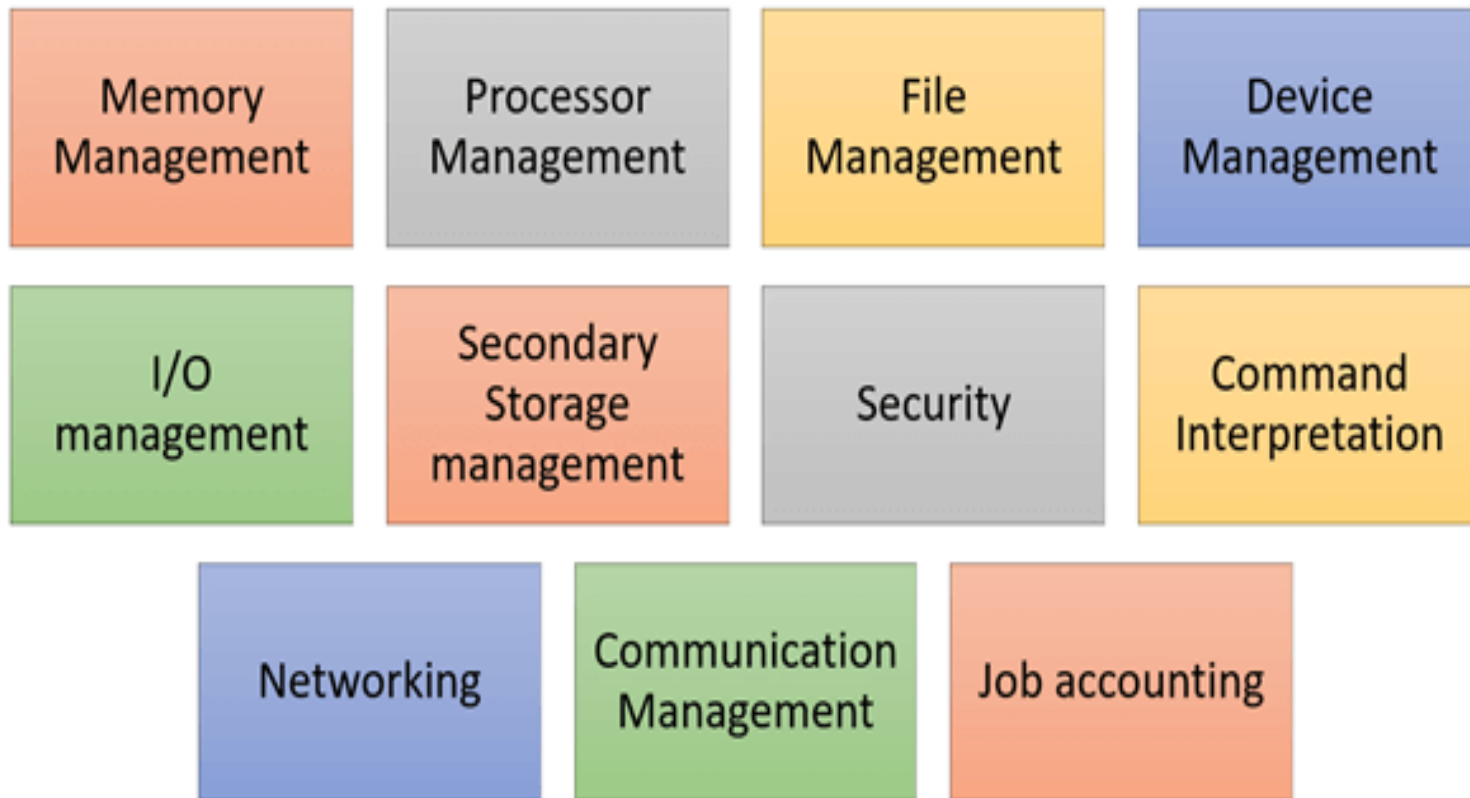 Memory
Management
Processor
Management
File
Management
Device
Management
I/O
management
Secondary
Storage
management
Security
Command
Interpretation
Networking
Communication
Management
Job accounting